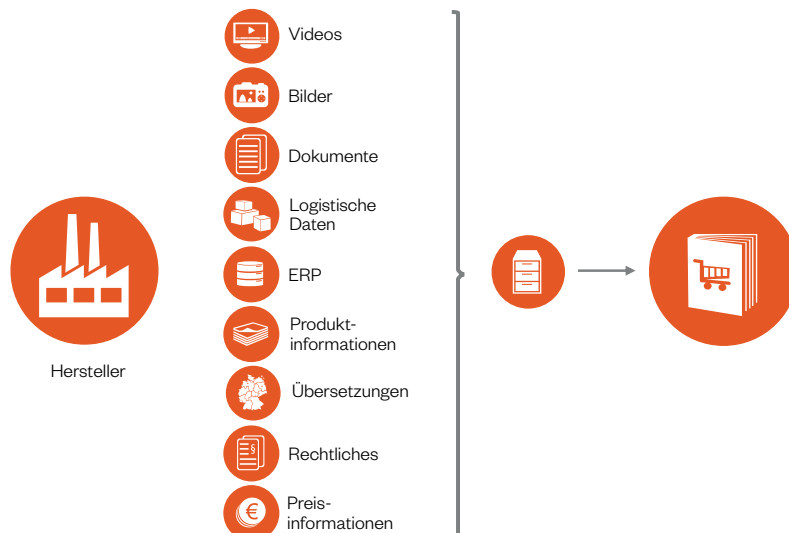 Videos
Bilder
Dokumente
Logistische
Daten
ERP
Produkt-
informationen
Übersetzungen
Rechtliches
Preis-
informationen
Hersteller
§
€